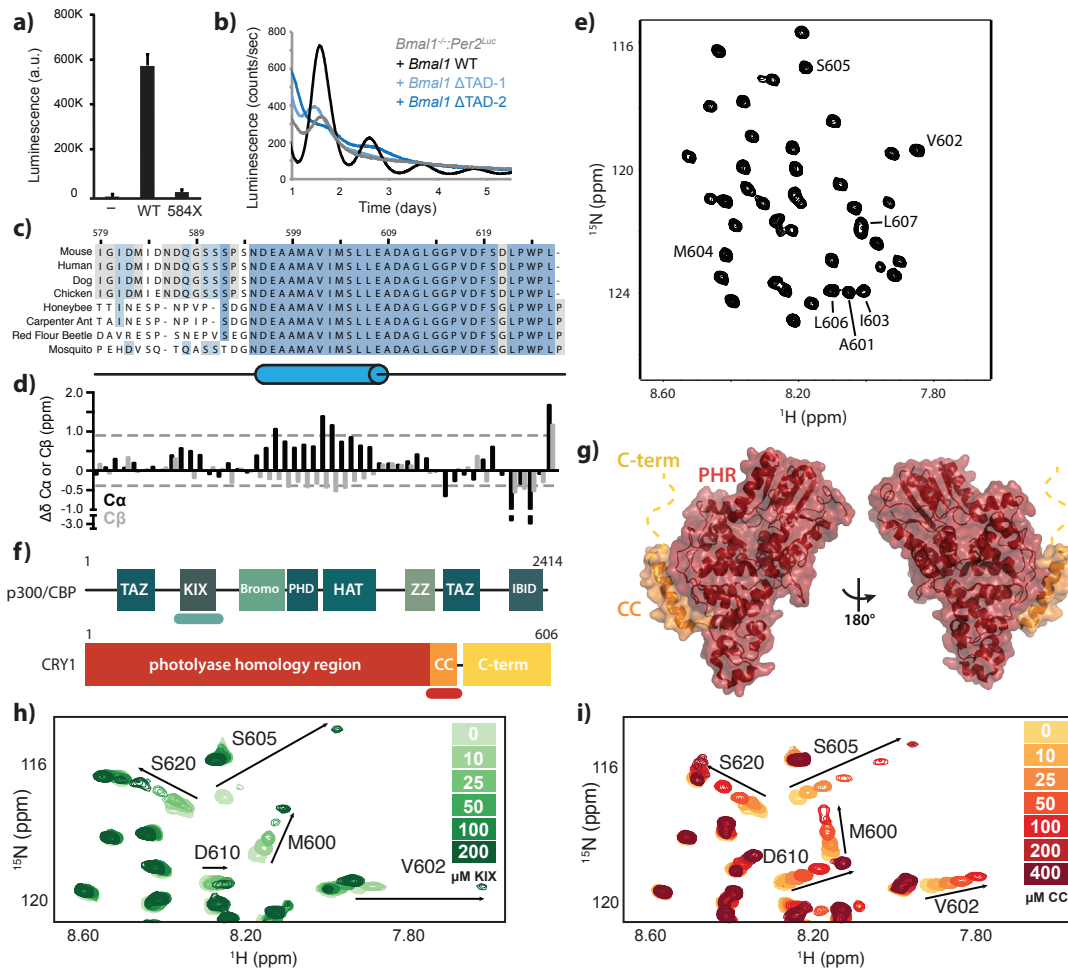 a)
Luminescence (a.u.)
800K
600K
400K
200K
0
– WT 584X
b)
Luminescence (counts/sec)
800
600
400
200
0
1 2 3 4 5
Time (days)
Bmal1-/-:Per2Luc
+ Bmal1 WT
+ Bmal1 ΔTAD-1
+ Bmal1 ΔTAD-2
c)
579 589 599 609 619
Mouse I G I D M I D N D Q G S S S P S N D E A A M A V I M S L L E A D A G L G G P V D F S D L P W P L -
Human I G I D M I D N D Q G S S S P S N D E A A M A V I M S L L E A D A G L G G P V D F S D L P W P L -
Dog I G I D M I D N D Q G S S S P S N D E A A M A V I M S L L E A D A G L G G P V D F S D L P W P L -
Chicken I G I D M I E N D Q G S S S P S N D E A A M A V I M S L L E A D A G L G G P V D F S D L P W P L -
Honeybee T T I N E S P - N P V P - S D G N D E A A M A V I M S L L E A D A G L G G P V D F S G L P W P L P
Carpenter Ant T A I N E S P - N P I P - S D G N D E A A M A V I M S L L E A D A G L G G P V D F S G L P W P L P
Red Flour Beetle D A V R E S P - S N E P V S E G N D E A A M A V I M S L L E A D A G L G G P V D F S G L P W P L P
Mosquito P E H D V S Q - T Q A S S T D G N D E A A M A V I M S L L E A D A G L G G P V D F S G L P W P L P
d)
Δδ Cα or Cβ (ppm)
2.0
1.0
0
-0.5
-1.0
-3.0
Cα
Cβ
e)
116
120
124
15N (ppm)
S605
V602
L607
M604
L606
A601
I603
8.60 8.20 7.80
1H (ppm)
f)
1 2414
p300/CBP TAZ KIX Bromo PHD HAT ZZ TAZ IBID
1 606
CRY1 photolyase homology region CC C-term
g)
C-term
PHR
CC
180°
h)
116
120
15N (ppm)
S620
S605
M600
D610
V602
0
10
25
50
100
200
µM KIX
8.60 8.20 7.80
1H (ppm)
i)
116
120
15N (ppm)
S620
S605
M600
D610
V602
0
10
25
50
100
200
400
µM CC
8.60 8.20 7.80
1H (ppm)